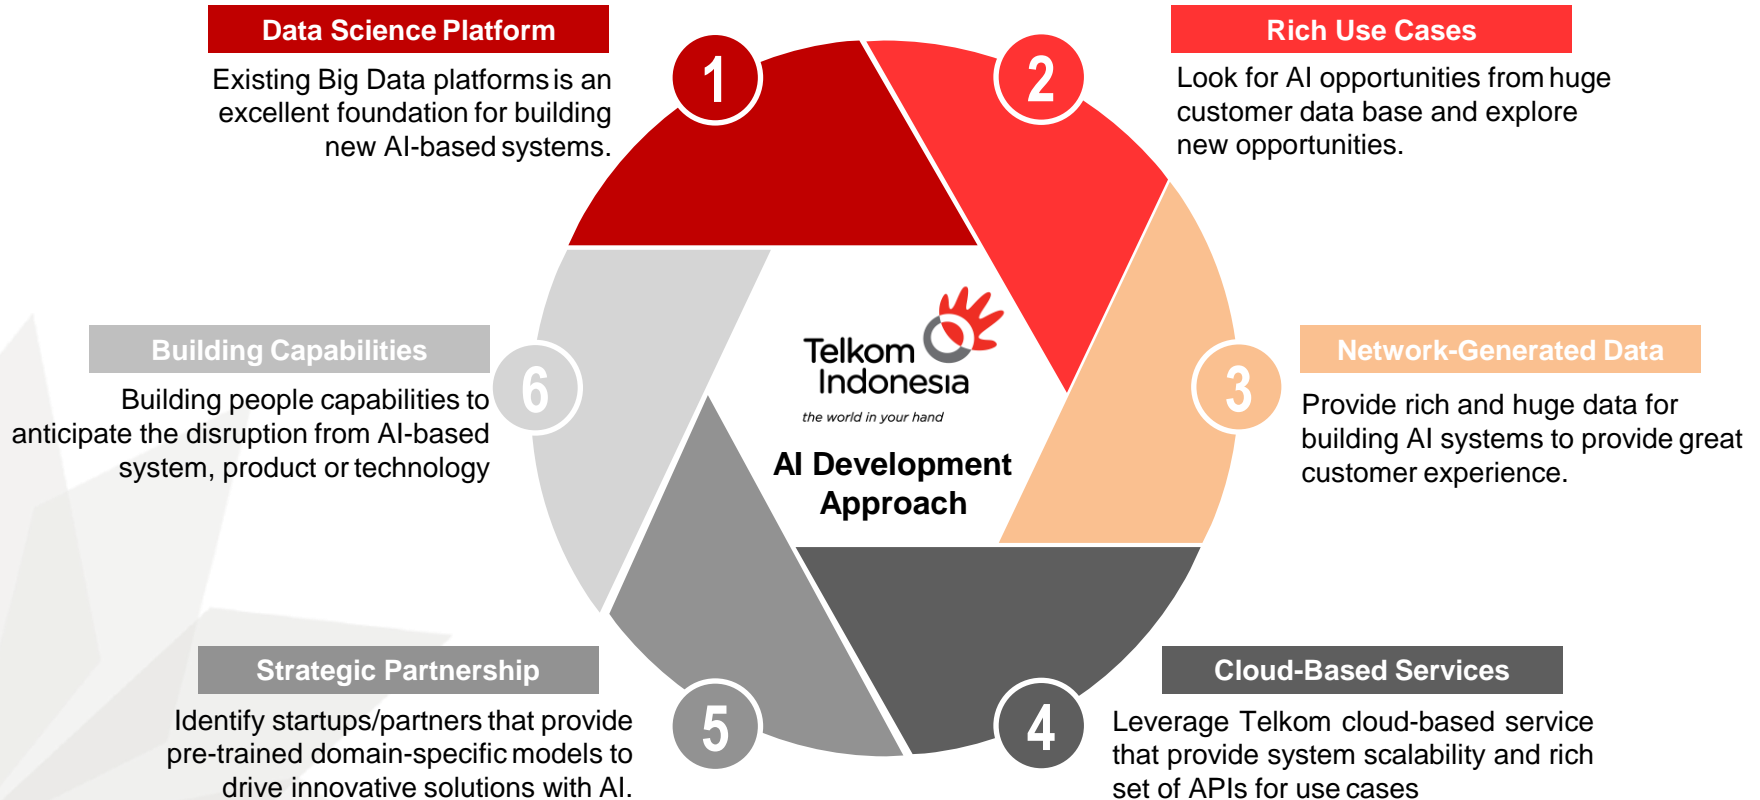 Data Science Platform
Existing Big Data platforms is an
excellent foundation for building
new AI-based systems.
1
2
Rich Use Cases
Look for AI opportunities from huge
customer data base and explore
new opportunities.
3
Network-Generated Data
Provide rich and huge data for
building AI systems to provide great
customer experience.
Telkom
Indonesia
the world in your hand
AI Development
Approach
Building Capabilities
Building people capabilities to
anticipate the disruption from AI-based
system, product or technology
6
Strategic Partnership
Identify startups/partners that provide
pre-trained domain-specific models to
drive innovative solutions with AI.
5
4
Cloud-Based Services
Leverage Telkom cloud-based service
that provide system scalability and rich
set of APIs for use cases